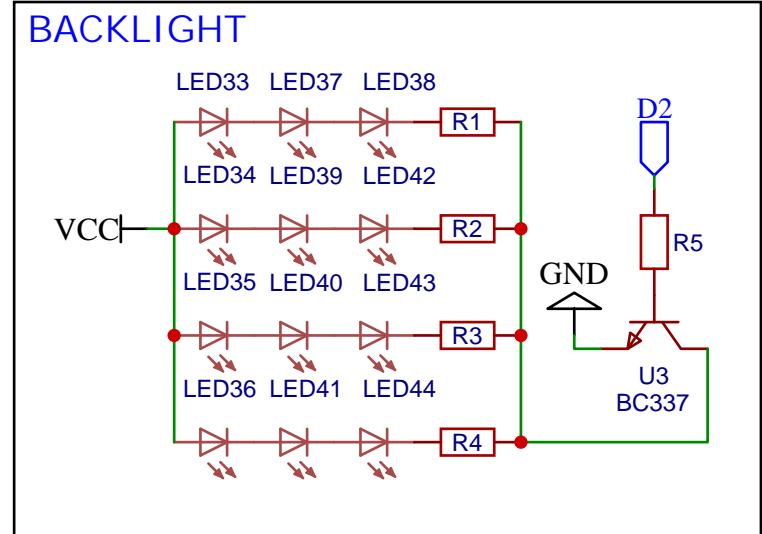 BACKLIGHT
LED33 LED37 LED38
R1
D2
LED34 LED39 LED42
VCC
R2
R5
GND
LED35 LED40 LED43
R3
U3
BC337
LED36 LED41 LED44
R4